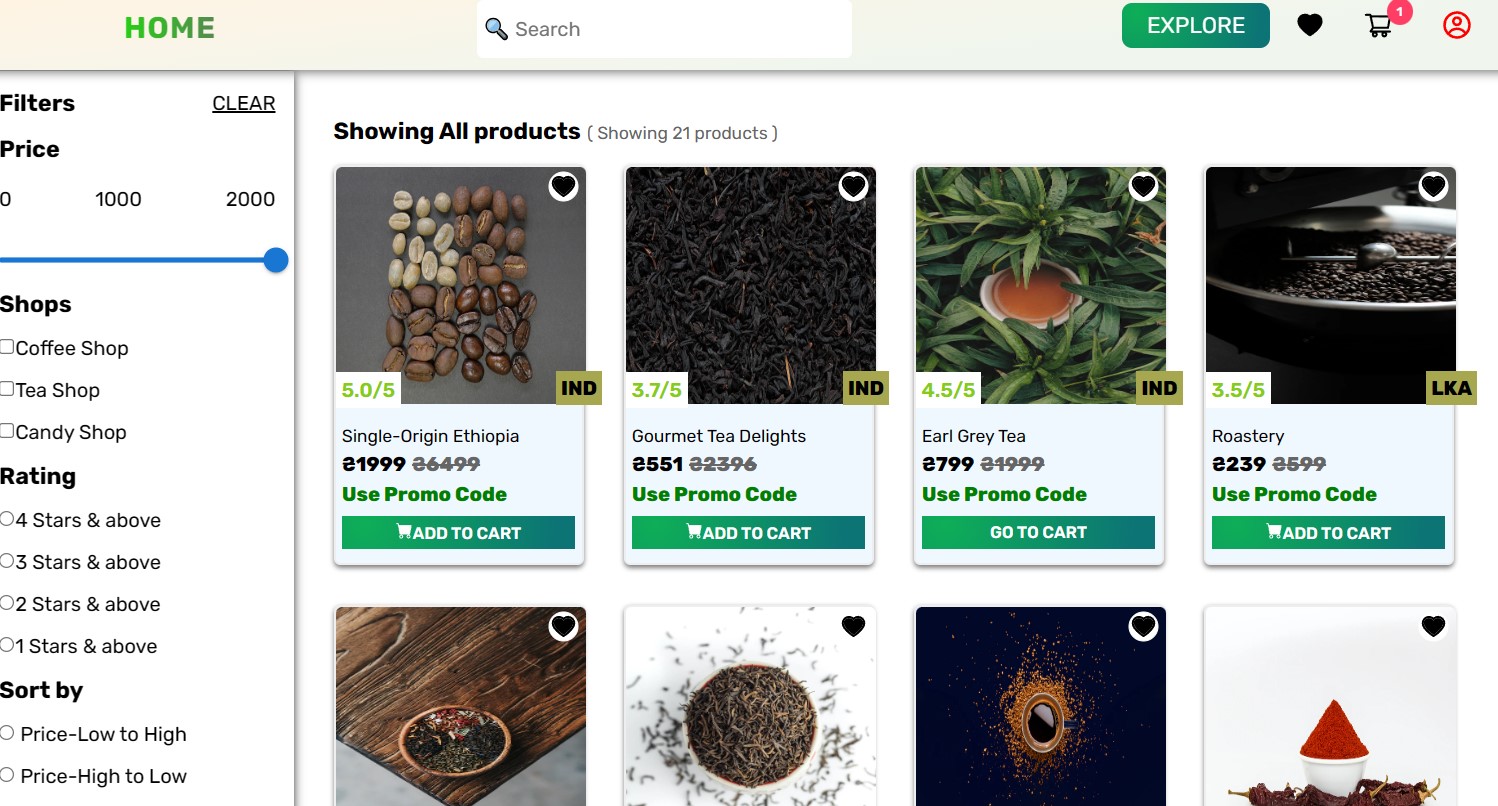 HOME
Search
EXPLORE
1
Filters
CLEAR
Price
0 1000 2000
Shops
Coffee Shop
Tea Shop
Candy Shop
Rating
4 Stars & above
3 Stars & above
2 Stars & above
1 Stars & above
Sort by
Price-Low to High
Price-High to Low
Showing All products ( Showing 21 products )
5.0/5 IND
Single-Origin Ethiopia
₴1999 ₴6499
Use Promo Code
ADD TO CART
3.7/5 IND
Gourmet Tea Delights
₴551 ₴2396
Use Promo Code
ADD TO CART
4.5/5 IND
Earl Grey Tea
₴799 ₴1999
Use Promo Code
GO TO CART
3.5/5 LKA
Roastery
₴239 ₴599
Use Promo Code
ADD TO CART